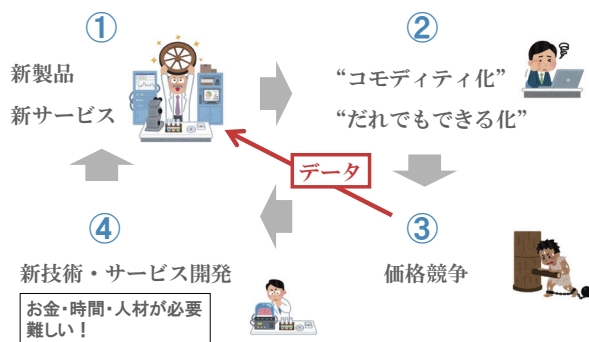 ①
新製品
新サービス
②
“コモディティ化”
“だれでもできる化”
データ
③
価格競争
④
新技術・サービス開発
お金・時間・人材が必要
難しい！